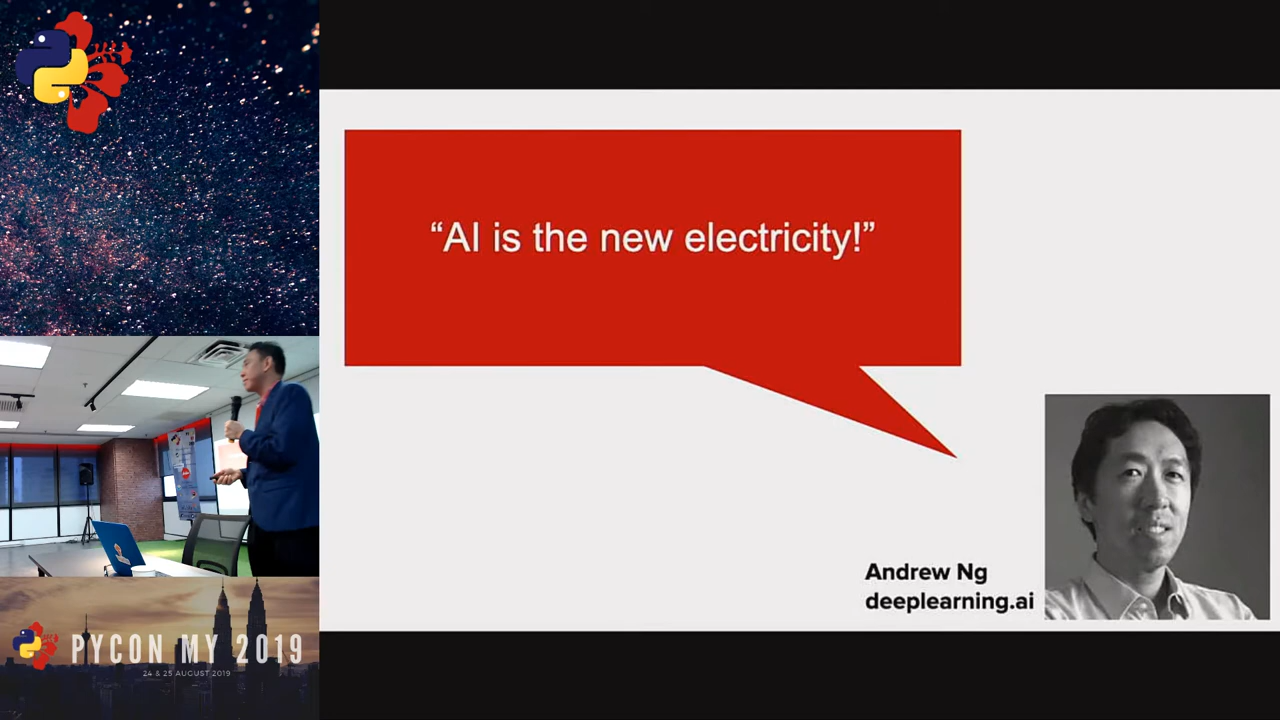 “AI is the new electricity!”
Andrew Ng
deeplearning.ai
PYCON MY 2019
24 & 25 AUGUST 2019